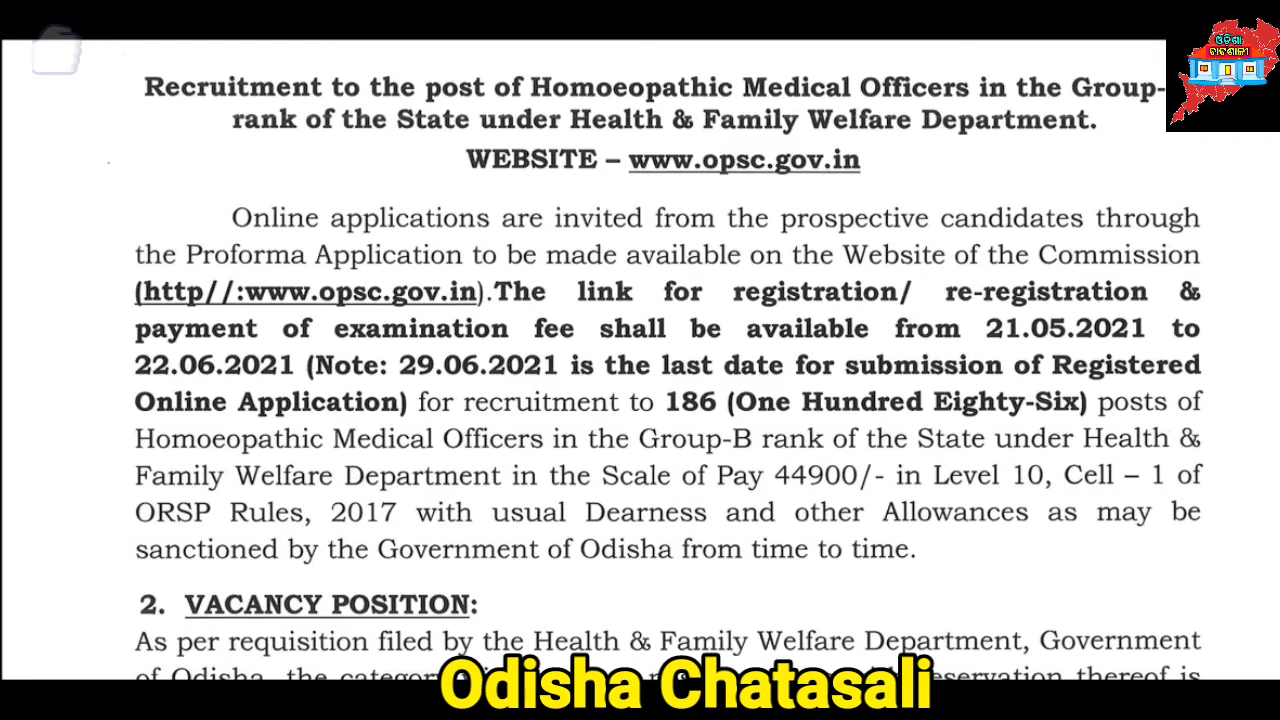 ଓଡ଼ିଶା
ଚାଟଶାଳୀ
Recruitment to the post of Homoeopathic Medical Officers in the Group-
rank of the State under Health & Family Welfare Department.
WEBSITE – www.opsc.gov.in
Online applications are invited from the prospective candidates through
the Proforma Application to be made available on the Website of the Commission
(http//:www.opsc.gov.in).The link for registration/ re-registration &
payment of examination fee shall be available from 21.05.2021 to
22.06.2021 (Note: 29.06.2021 is the last date for submission of Registered
Online Application) for recruitment to 186 (One Hundred Eighty-Six) posts of
Homoeopathic Medical Officers in the Group-B rank of the State under Health &
Family Welfare Department in the Scale of Pay 44900/- in Level 10, Cell – 1 of
ORSP Rules, 2017 with usual Dearness and other Allowances as may be
sanctioned by the Government of Odisha from time to time.
2. VACANCY POSITION:
As per requisition filed by the Health & Family Welfare Department, Government
of Odisha, the thereof is
Odisha Chatasali